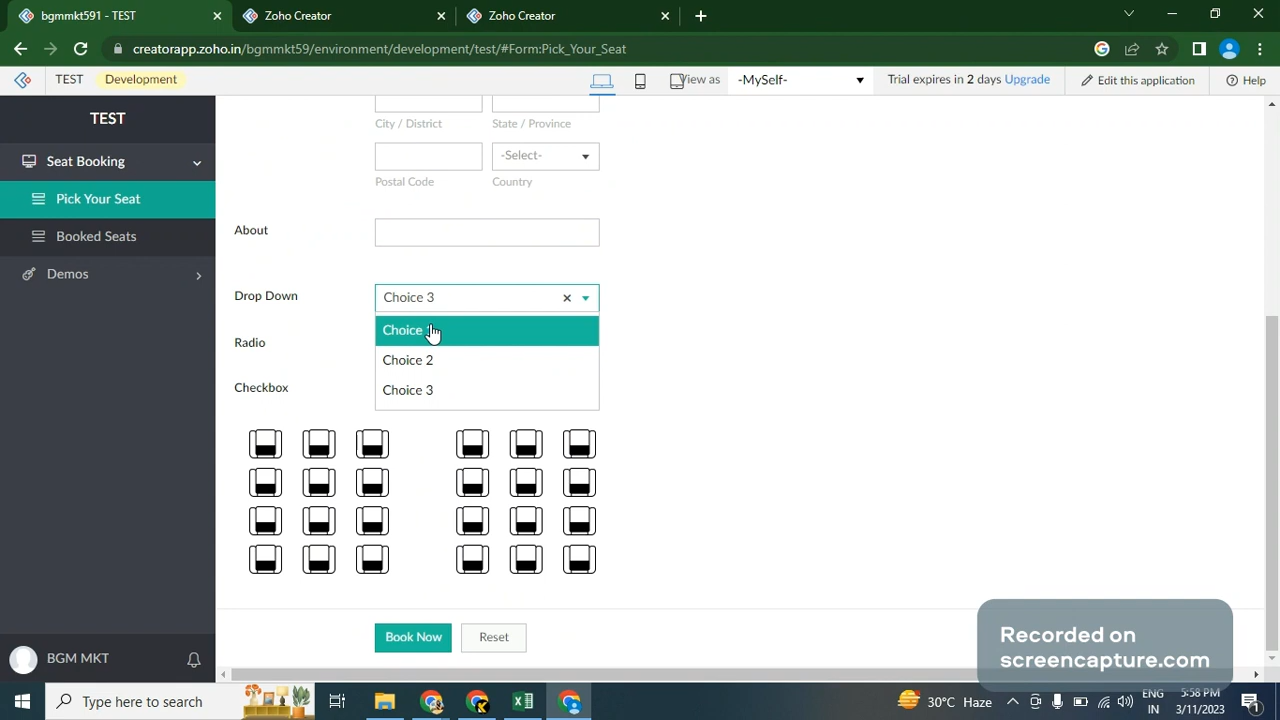 bgmmkt591 - TEST
Zoho Creator
Zoho Creator
creatorapp.zoho.in/bgmmkt59/environment/development/test/#Form:Pick_Your_Seat
TEST
Development
View as
-MySelf-
Trial expires in 2 days Upgrade
Edit this application
Help
TEST
Seat Booking
Pick Your Seat
Booked Seats
Demos
City / District
State / Province
-Select-
Postal Code
Country
About
Drop Down
Choice 3
Choice
Choice 2
Choice 3
Radio
Checkbox
Book Now
Reset
Recorded on
screencapture.com
BGM MKT
Type here to search
30°C Haze
ENG
IN
5:58 PM
3/11/2023
1